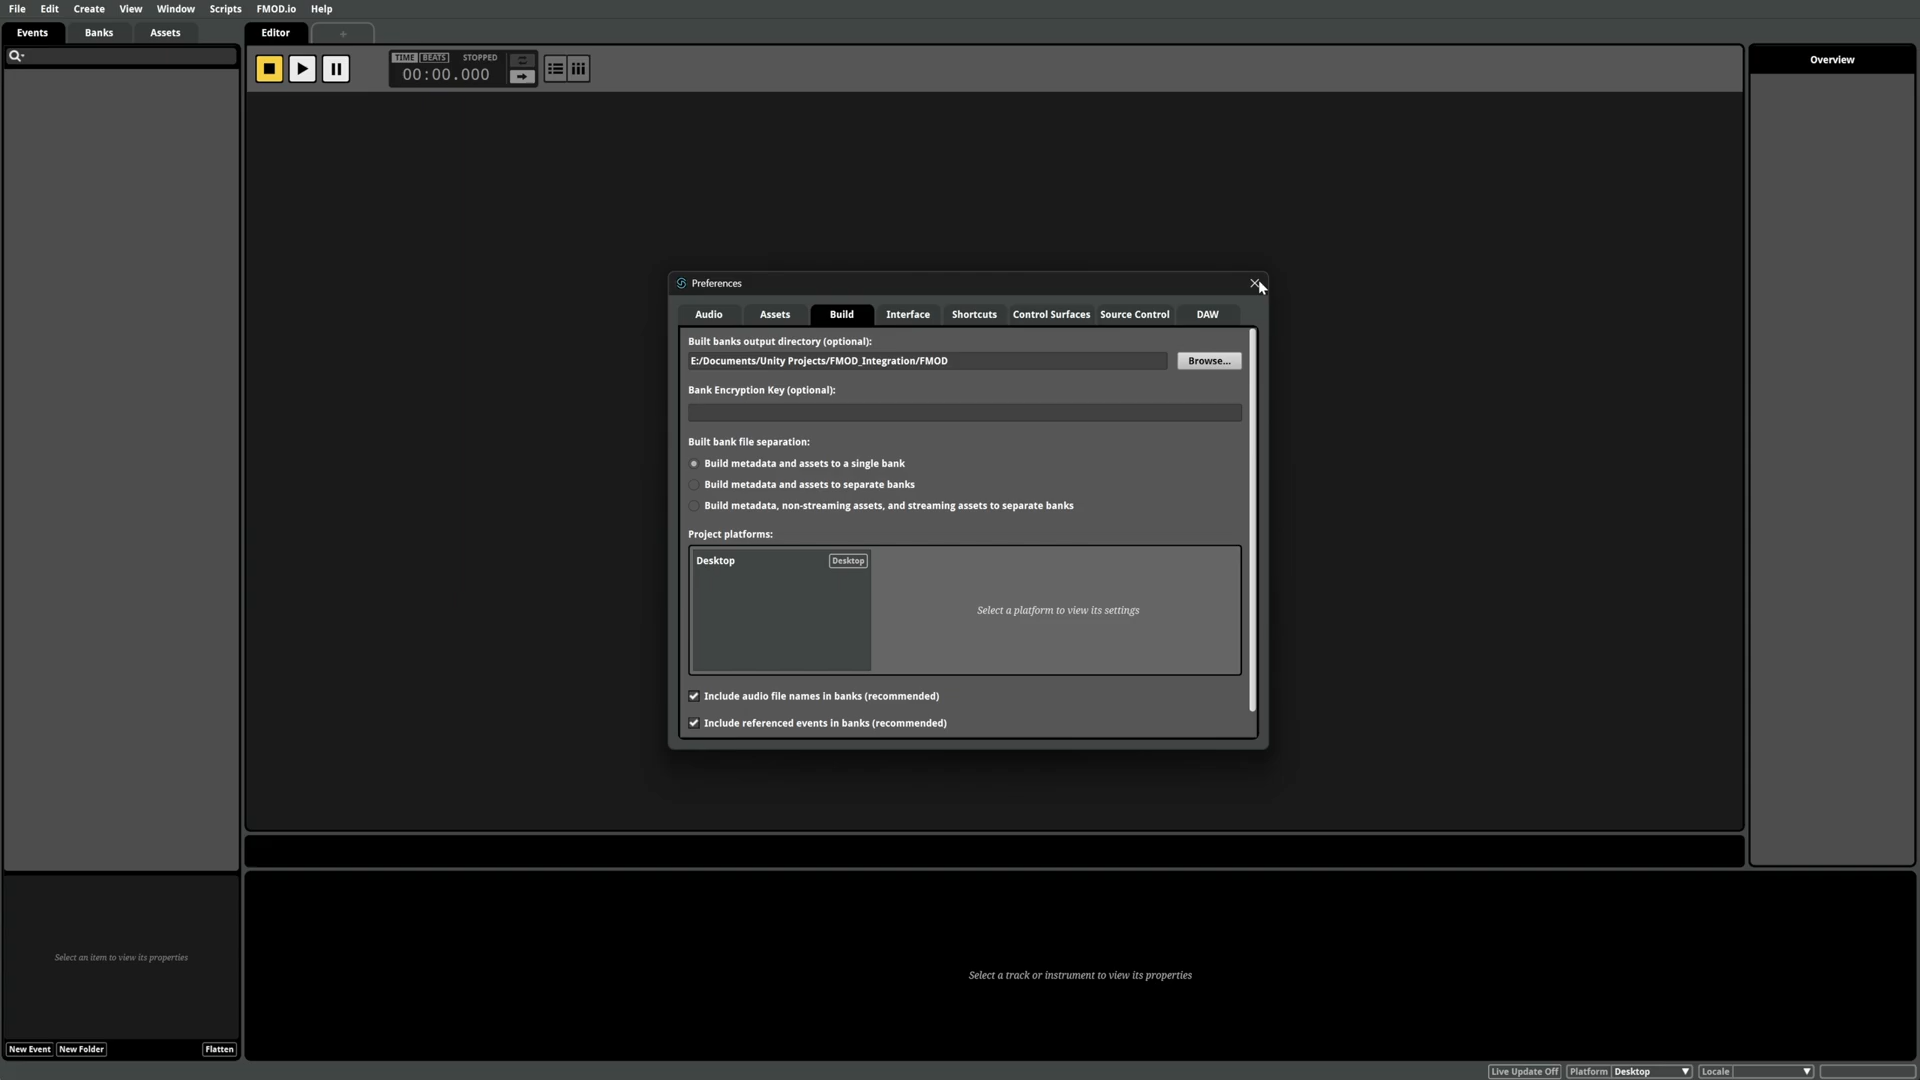 File Edit Create View Window Scripts FMOD.io Help
Events Banks Assets Editor +
TIME BEATS STOPPED
00:00.000
Overview
Preferences
Audio Assets Build Interface Shortcuts Control Surfaces Source Control DAW
Built banks output directory (optional):
E:/Documents/Unity Projects/FMOD_Integration/FMOD Browse...
Bank Encryption Key (optional):
Built bank file separation:
Build metadata and assets to a single bank
Build metadata and assets to separate banks
Build metadata, non-streaming assets, and streaming assets to separate banks
Project platforms:
Desktop Desktop
Select a platform to view its settings
Include audio file names in banks (recommended)
Include referenced events in banks (recommended)
Select an item to view its properties
Select a track or instrument to view its properties
New Event New Folder Flatten
Live Update Off Platform Desktop Locale